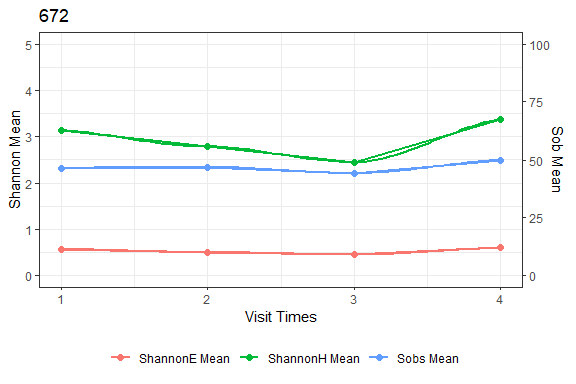 672
5
4
3
2
1
0
Shannon Mean
100
75
50
25
0
Sob Mean
1 2 3 4
Visit Times
ShannonE Mean ShannonH Mean Sobs Mean